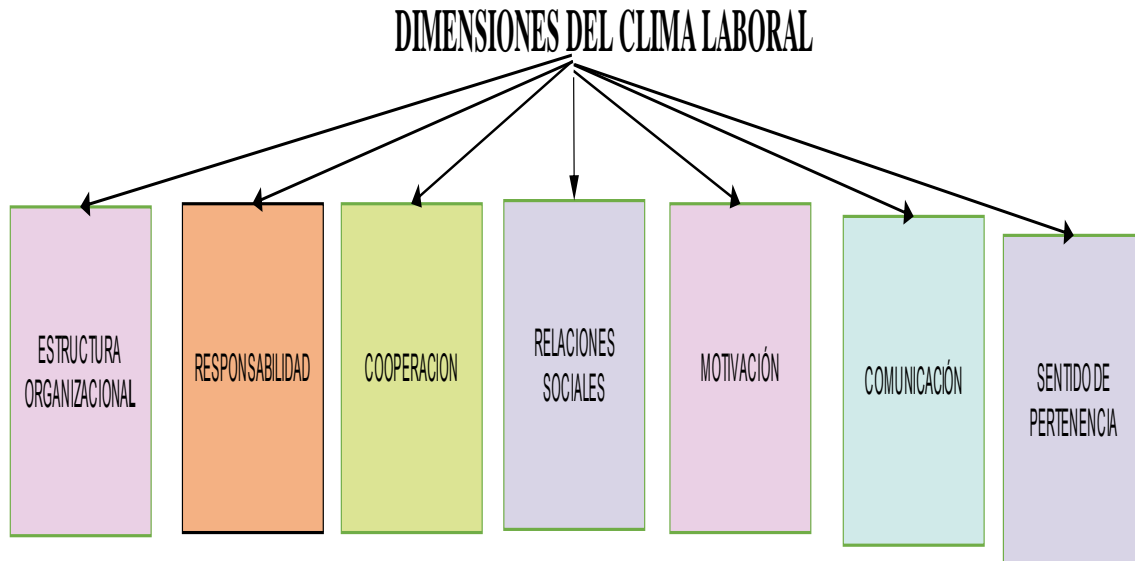 DIMENSIONES DEL CLIMA LABORAL
ESTRUCTURA
ORGANIZACIONAL
RESPONSABILIDAD
COOPERACION
RELACIONES
SOCIALES
MOTIVACIÓN
COMUNICACIÓN
SENTIDO DE
PERTENENCIA